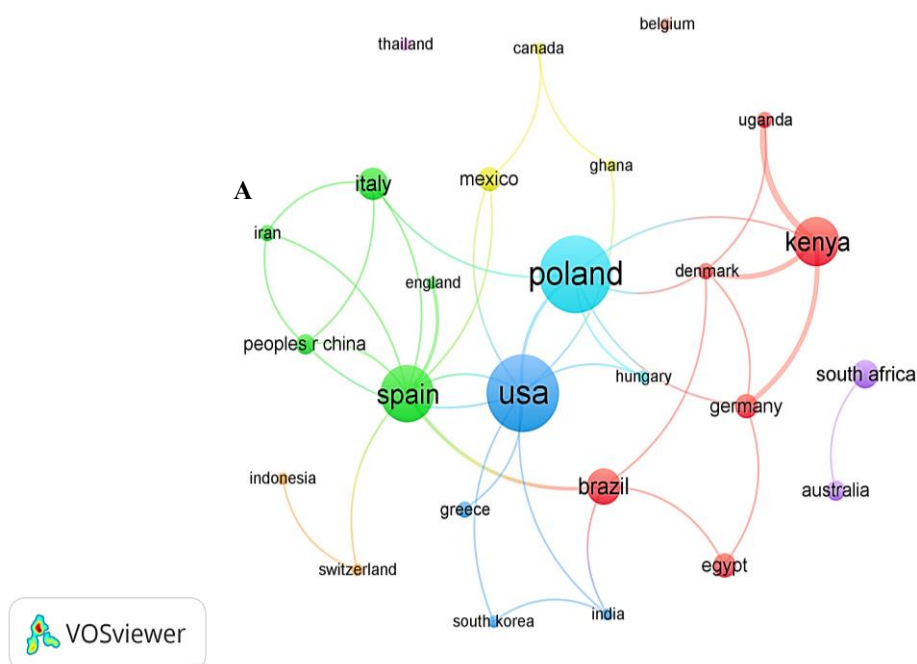 belgium
thailand
canada
uganda
ghana
A
italy
mexico
iran
kenya
poland
denmark
england
peoples r china
hungary
south africa
spain
usa
germany
indonesia
brazil
australia
greece
egypt
switzerland
south korea
india
VOSviewer